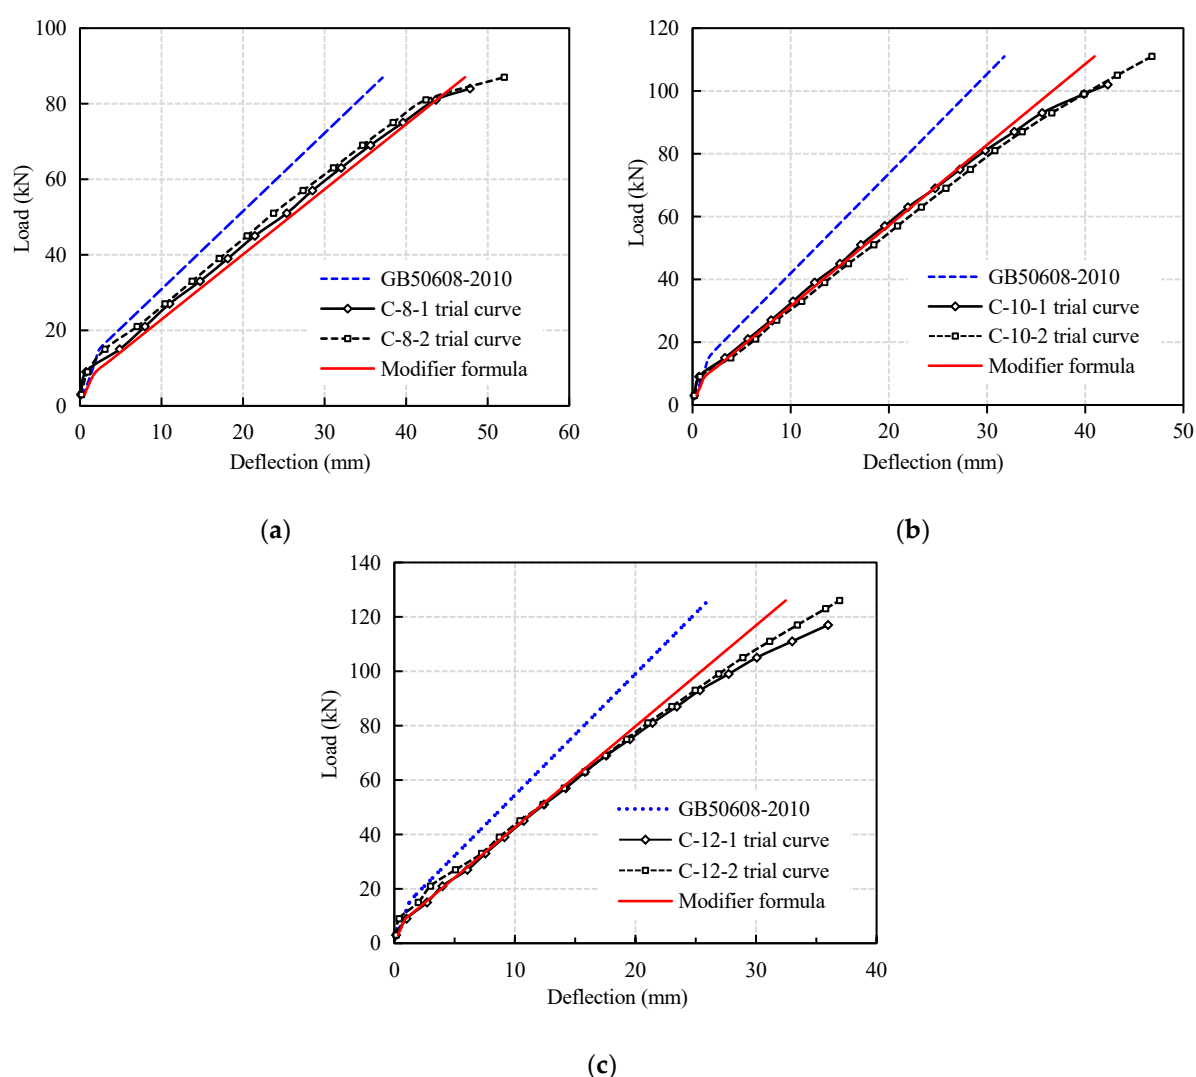 100
80
60
40
20
0
Load (kN)
0 10 20 30 40 50 60
Deflection (mm)
GB50608-2010
C-8-1 trial curve
C-8-2 trial curve
Modifier formula
(a)
120
100
80
60
40
20
0
Load (kN)
0 10 20 30 40 50
Deflection (mm)
GB50608-2010
C-10-1 trial curve
C-10-2 trial curve
Modifier formula
(b)
140
120
100
80
60
40
20
0
Load (kN)
0 10 20 30 40
Deflection (mm)
GB50608-2010
C-12-1 trial curve
C-12-2 trial curve
Modifier formula
(c)